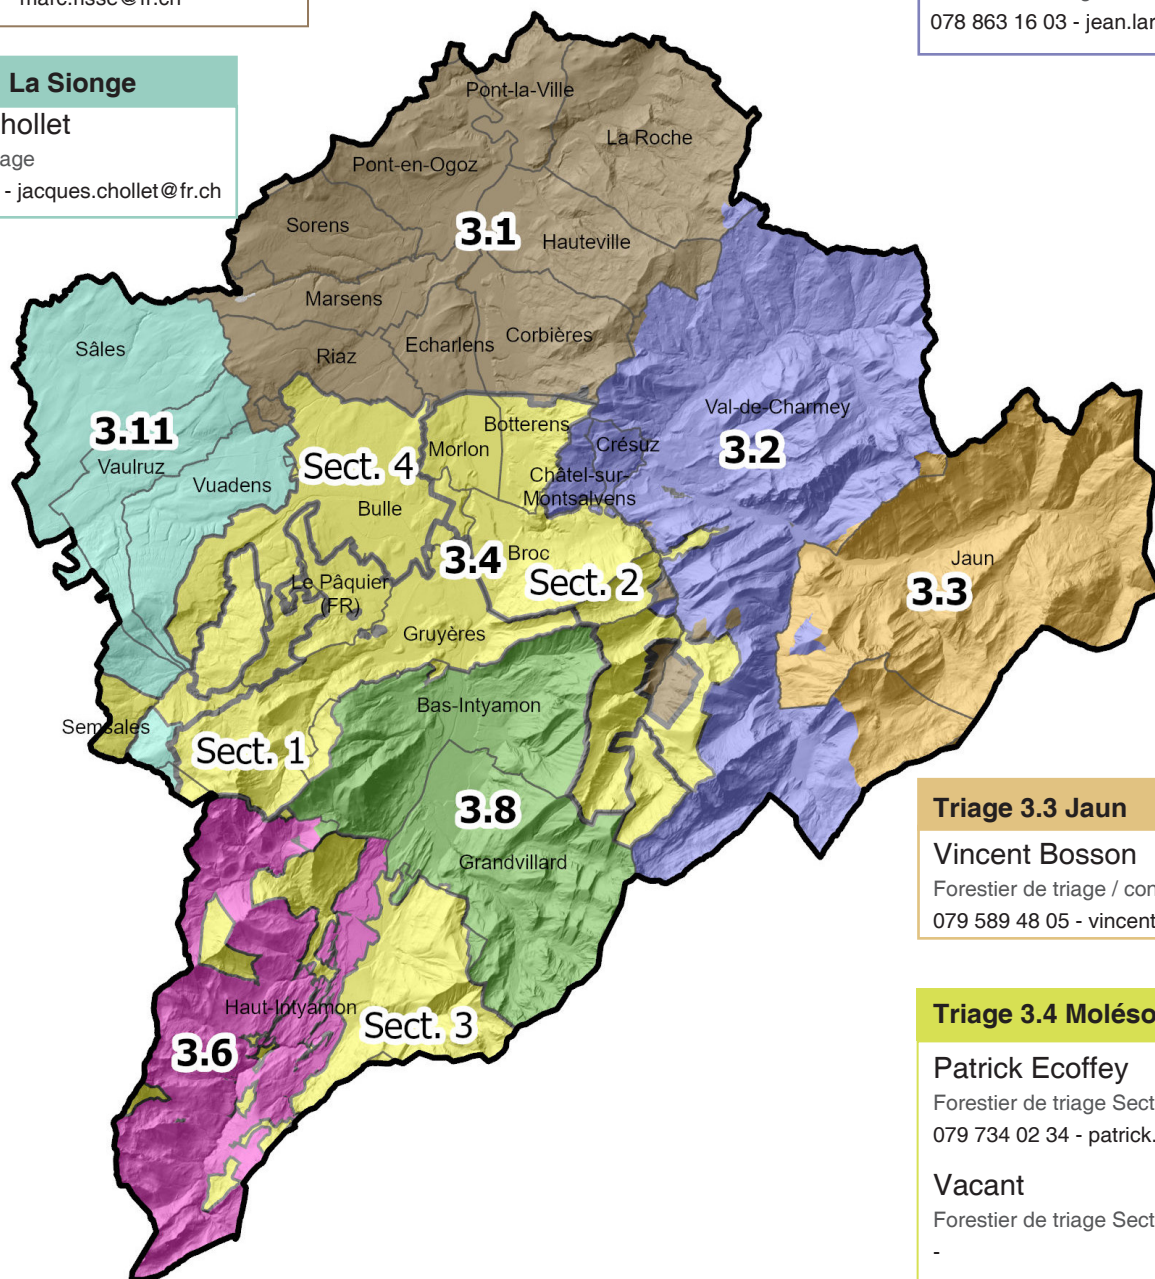 marc.risse@fr.ch
078 863 16 03 - jean.lar
La Sionge
hollet
age
- jacques.chollet@fr.ch
Pont-la-Ville
La Roche
Pont-en-Ogoz
Sorens
3.1
Hauteville
Marsens
Corbières
Echarlens
Sâles
Riaz
Val-de-Charmey
3.11
Botterens
Crésuz
3.2
Morlon
Sect. 4
Vaulruz
Châtel-sur-
Montsalvens
Vuadens
Bulle
Broc
3.4
Jaun
Le Pâquier
(FR)
Sect. 2
3.3
Gruyères
Bas-Intyamon
Semsales
Sect. 1
3.8
Grandvillard
Triage 3.3 Jaun
Vincent Bosson
Forestier de triage / con
079 589 48 05 - vincent
Haut-Intyamon
Sect. 3
3.6
Triage 3.4 Moléso
Patrick Ecoffey
Forestier de triage Sect
079 734 02 34 - patrick.
Vacant
Forestier de triage Sect
-